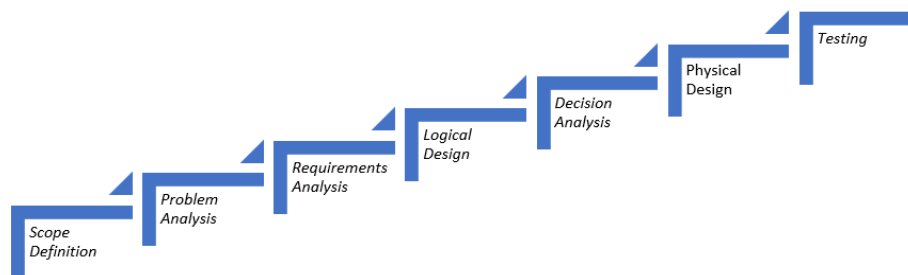 Scope
Definition
Problem
Analysis
Requirements
Analysis
Logical
Design
Decision
Analysis
Physical
Design
Testing